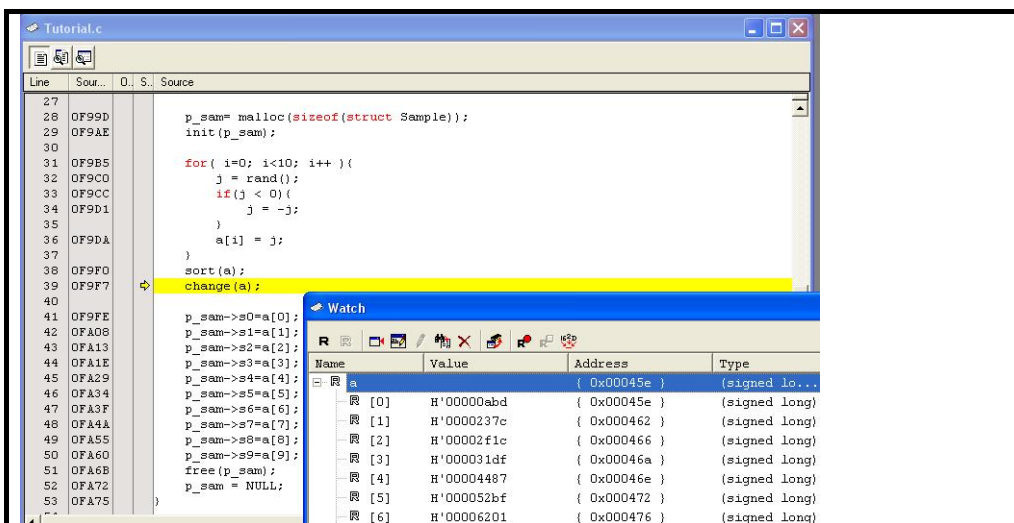 Tutorial.c
Line Sour... O.. S.. Source
27
28 0F99D p_sam= malloc(sizeof(struct Sample));
29 0F9AE init(p_sam);
30
31 0F9B5 for( i=0; i<10; i++ ){
32 0F9C0 j = rand();
33 0F9CC if(j < 0){
34 0F9D1 j = -j;
35 }
36 0F9DA a[i] = j;
37 }
38 0F9F0 sort(a);
39 0F9F7 change(a);
40
41 0F9FE p_sam->s0=a[0];
42 0FA08 p_sam->s1=a[1];
43 0FA13 p_sam->s2=a[2];
44 0FA1E p_sam->s3=a[3];
45 0FA29 p_sam->s4=a[4];
46 0FA34 p_sam->s5=a[5];
47 0FA3F p_sam->s6=a[6];
48 0FA4A p_sam->s7=a[7];
49 0FA55 p_sam->s8=a[8];
50 0FA60 p_sam->s9=a[9];
51 0FA6B free(p_sam);
52 0FA72 p_sam = NULL;
53 0FA75 }
Watch
R R
Name Value Address Type
R a { 0x00045e } (signed lo...
R [0] H'00000abd { 0x00045e } (signed long)
R [1] H'0000237c { 0x000462 } (signed long)
R [2] H'00002f1c { 0x000466 } (signed long)
R [3] H'000031df { 0x00046a } (signed long)
R [4] H'00004487 { 0x00046e } (signed long)
R [5] H'000052bf { 0x000472 } (signed long)
R [6] H'00006201 { 0x000476 } (signed long)